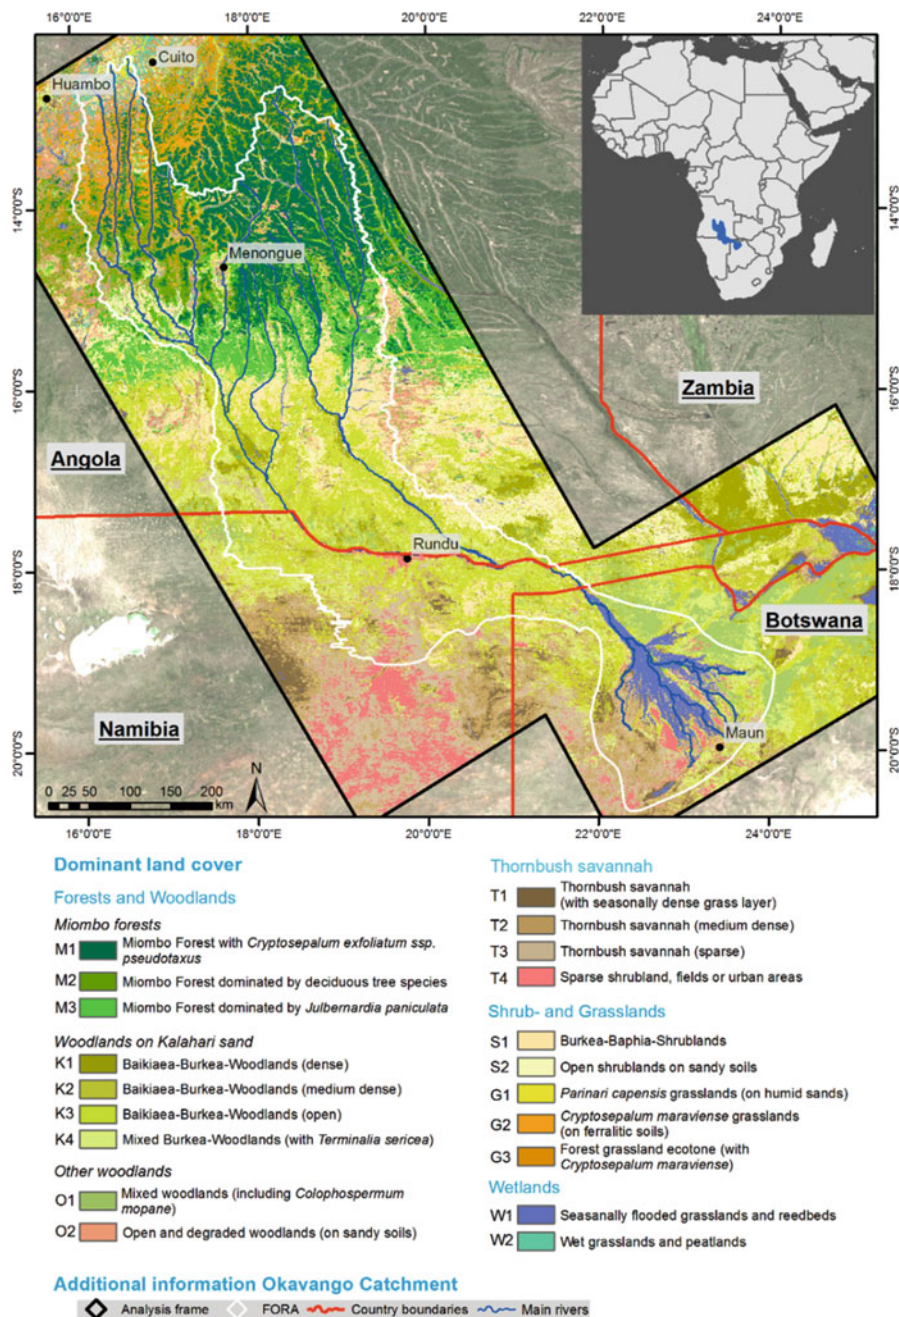 16°0'0"E 18°0'0"E 20°0'0"E 22°0'0"E 24°0'0"E
Cuito
Huambo
14°0'0"S 14°0'0"S
Menongue
16°0'0"S 16°0'0"S
Zambia
Angola
Rundu
18°0'0"S 18°0'0"S
Botswana
Namibia
Maun
20°0'0"S 20°0'0"S
N
0 25 50 100 150 200
km
16°0'0"E 18°0'0"E 20°0'0"E 22°0'0"E 24°0'0"E
Dominant land cover
Forests and Woodlands
Miombo forests
M1 Miombo Forest with Cryptosepalum exfoliatum ssp.
pseudotaxus
M2 Miombo Forest dominated by deciduous tree species
M3 Miombo Forest dominated by Julbernardia paniculata
Woodlands on Kalahari sand
K1 Baikiaea-Burkea-Woodlands (dense)
K2 Baikiaea-Burkea-Woodlands (medium dense)
K3 Baikiaea-Burkea-Woodlands (open)
K4 Mixed Burkea-Woodlands (with Terminalia sericea)
Other woodlands
O1 Mixed woodlands (including Colophospermum
mopane)
O2 Open and degraded woodlands (on sandy soils)
Thornbush savannah
T1 Thornbush savannah
(with seasonally dense grass layer)
T2 Thornbush savannah (medium dense)
T3 Thornbush savannah (sparse)
T4 Sparse shrubland, fields or urban areas
Shrub- and Grasslands
S1 Burkea-Baphia-Shrublands
S2 Open shrublands on sandy soils
G1 Parinari capensis grasslands (on humid sands)
G2 Cryptosepalum maraviense grasslands
(on ferralitic soils)
G3 Forest grassland ecotone (with
Cryptosepalum maraviense)
Wetlands
W1 Seasanally flooded grasslands and reedbeds
W2 Wet grasslands and peatlands
Additional information Okavango Catchment
Analysis frame FORA Country boundaries Main rivers